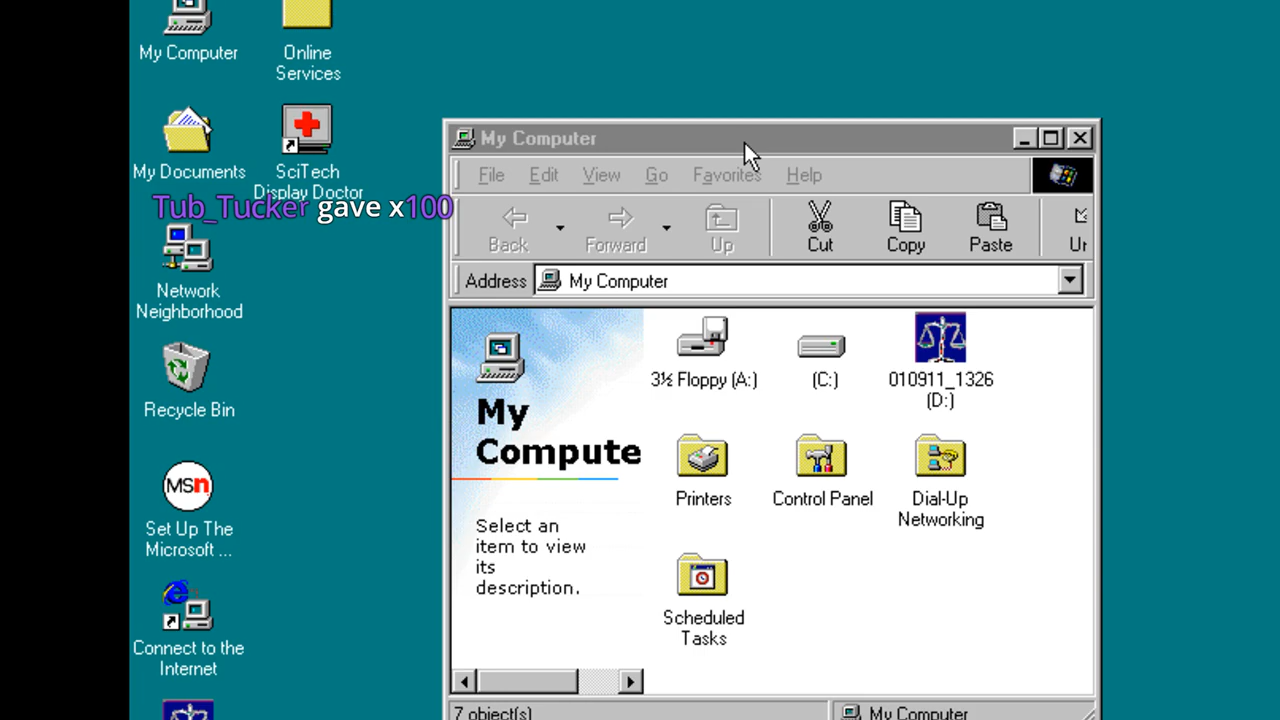 My Computer
Online
Services
My Documents
SciTech
Display Doctor
Tub_Tucker gave x100
Network
Neighborhood
Recycle Bin
msn
Set Up The
Microsoft ...
Connect to the
Internet
My Computer
File Edit View Go Favorites Help
Back Forward Up Cut Copy Paste Ur
Address My Computer
My
Compute
Select an
item to view
its
description.
3½ Floppy (A:)
(C:)
010911_1326
(D:)
Printers
Control Panel
Dial-Up
Networking
Scheduled
Tasks
7 object(s)
My Computer